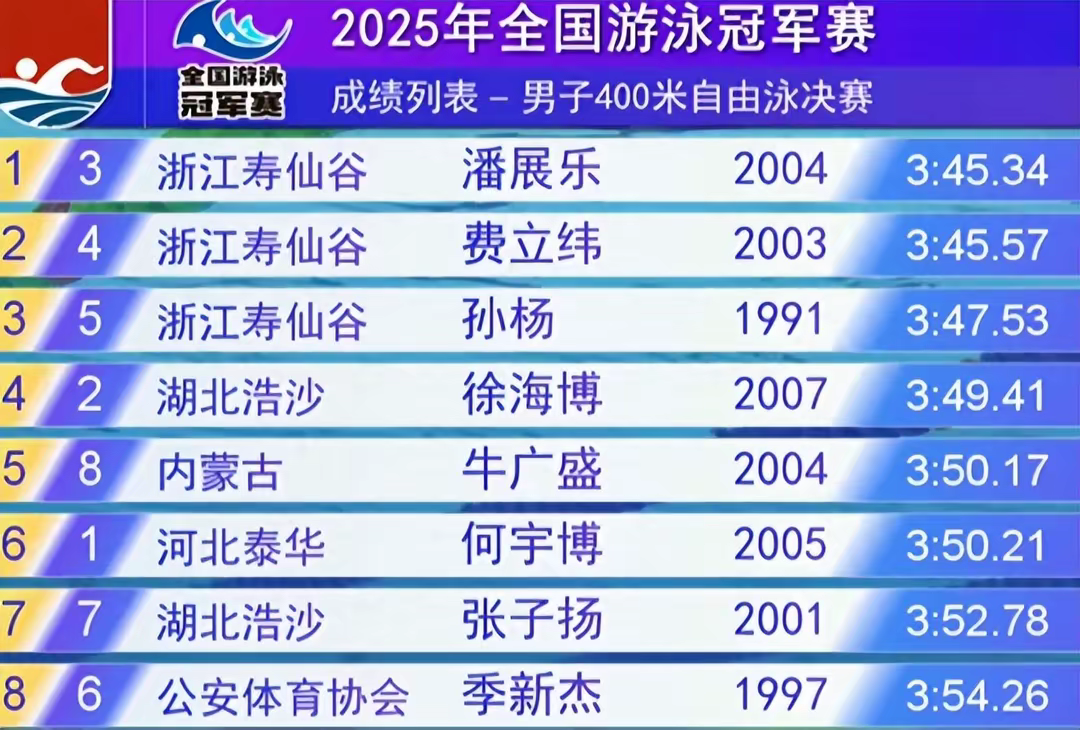 2025年全国游泳冠军赛
全国游泳
冠军赛
成绩列表 – 男子400米自由泳决赛
1 3 浙江寿仙谷 潘展乐 2004 3:45.34
2 4 浙江寿仙谷 费立纬 2003 3:45.57
3 5 浙江寿仙谷 孙杨 1991 3:47.53
4 2 湖北浩沙 徐海博 2007 3:49.41
5 8 内蒙古 牛广盛 2004 3:50.17
6 1 河北泰华 何宇博 2005 3:50.21
7 7 湖北浩沙 张子扬 2001 3:52.78
8 6 公安体育协会 季新杰 1997 3:54.26